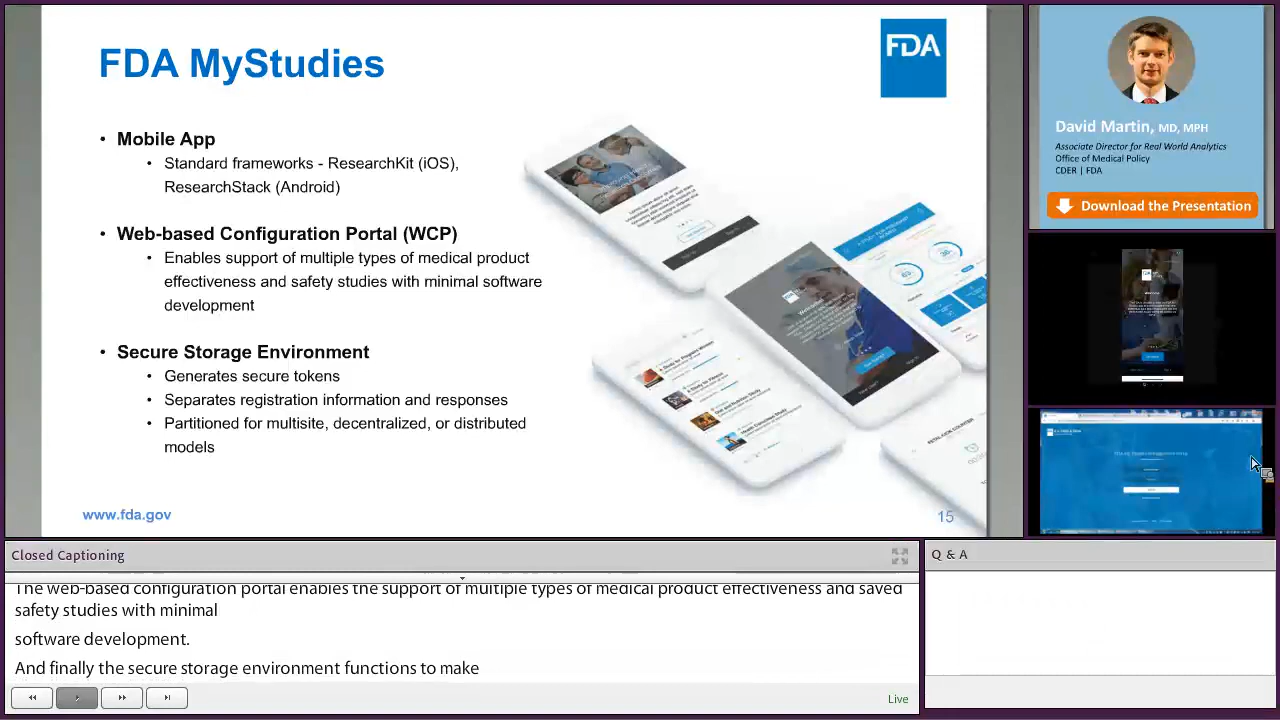 FDA MyStudies
FDA
• Mobile App
• Standard frameworks - ResearchKit (iOS),
ResearchStack (Android)
• Web-based Configuration Portal (WCP)
• Enables support of multiple types of medical product
effectiveness and safety studies with minimal software
development
• Secure Storage Environment
• Generates secure tokens
• Separates registration information and responses
• Partitioned for multisite, decentralized, or distributed
models
www.fda.gov
15
David Martin, MD, MPH
Associate Director for Real World Analytics
Office of Medical Policy
CDER | FDA
Download the Presentation
Closed Captioning
The web-based configuration portal enables the support of multiple types of medical product effectiveness and saved
safety studies with minimal
software development.
And finally the secure storage environment functions to make
Live
Q & A